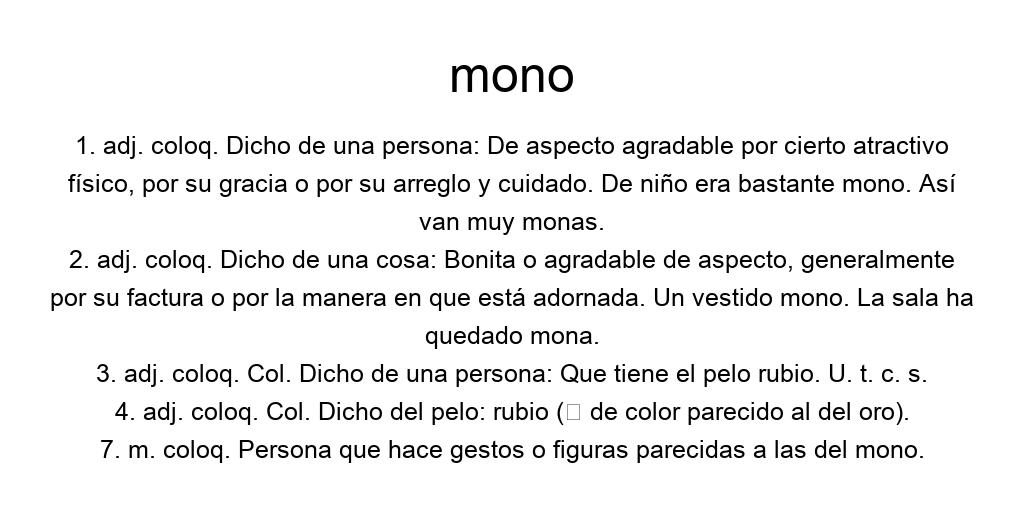 mono
1. adj. coloq. Dicho de una persona: De aspecto agradable por cierto atractivo
físico, por su gracia o por su arreglo y cuidado. De niño era bastante mono. Así
van muy monas.
2. adj. coloq. Dicho de una cosa: Bonita o agradable de aspecto, generalmente
por su factura o por la manera en que está adornada. Un vestido mono. La sala ha
quedado mona.
3. adj. coloq. Col. Dicho de una persona: Que tiene el pelo rubio. U. t. c. s.
4. adj. coloq. Col. Dicho del pelo: rubio (▯ de color parecido al del oro).
7. m. coloq. Persona que hace gestos o figuras parecidas a las del mono.